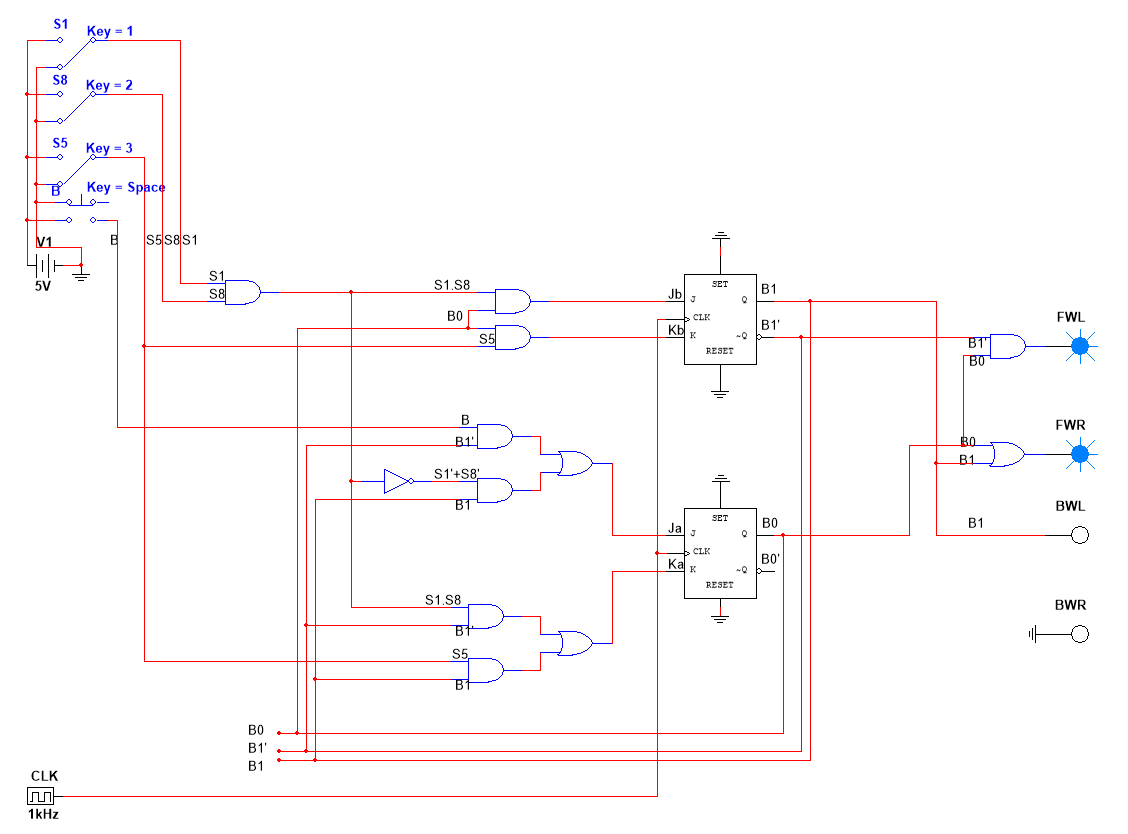 S1
Key = 1
S8
Key = 2
S5
Key = 3
B
Key = Space
B
S5
S8
S1
V1
5V
S1
S8
S1.S8
B0
S5
Jb
Kb
SET
J
Q
CLK
K
~Q
RESET
B1
B1'
B1'
B0
FWL
B
B1'
S1'+S8'
B1
FWR
B0
B1
BWL
B1
Ja
Ka
SET
J
Q
CLK
K
~Q
RESET
B0
B0'
S1.S8
B1'
S5
B1
BWR
B0
B1'
B1
CLK
1kHz